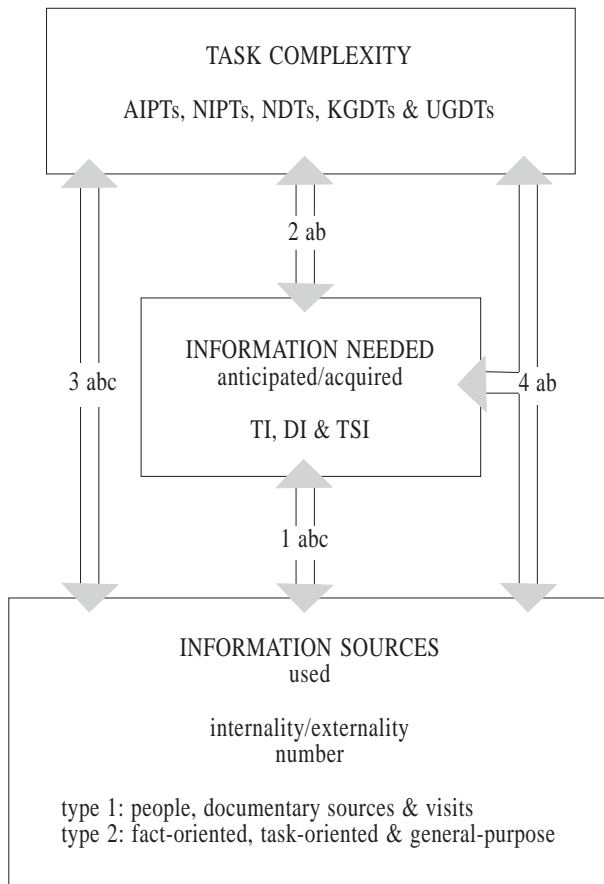 TASK COMPLEXITY
AIPTs, NIPTs, NDTs, KGDTs & UGDTs
2 ab
INFORMATION NEEDED
anticipated/acquired
3 abc
4 ab
TI, DI & TSI
1 abc
INFORMATION SOURCES
used
internality/externality
number
type 1: people, documentary sources & visits
type 2: fact-oriented, task-oriented & general-purpose